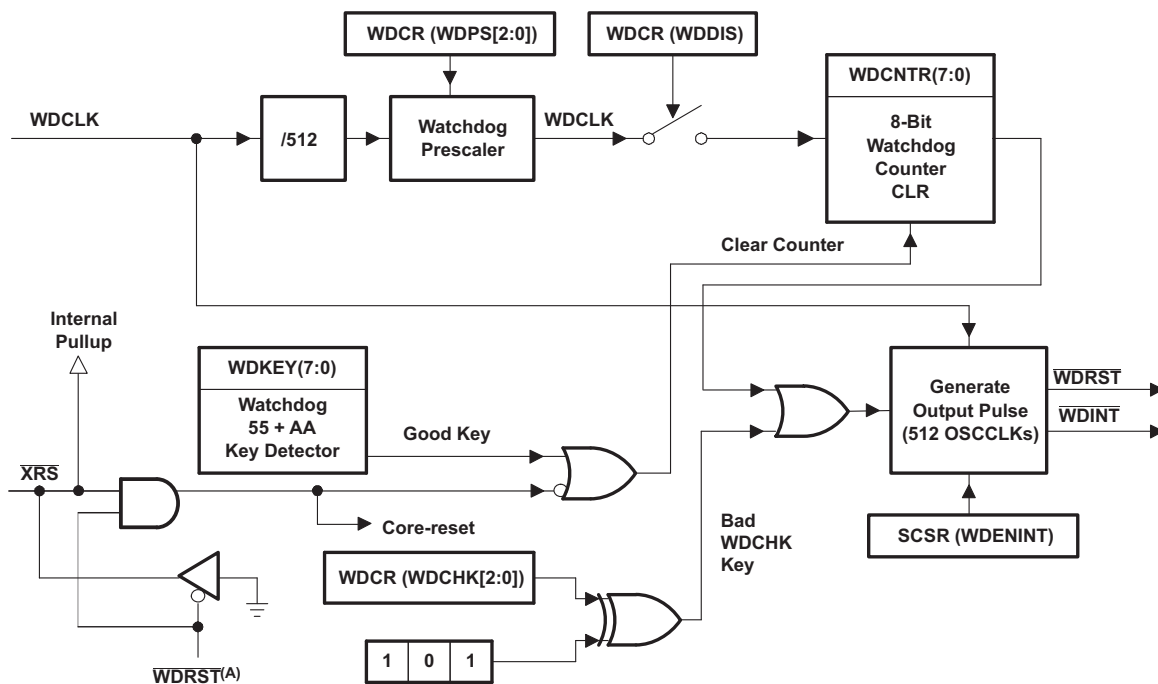 WDCR (WDPS[2:0])
WDCR (WDDIS)
WDCNTR(7:0)
WDCLK
/512
Watchdog
Prescaler
WDCLK
8-Bit
Watchdog
Counter
CLR
Clear Counter
Internal
Pullup
WDKEY(7:0)
Watchdog
55 + AA
Key Detector
Good Key
Generate
Output Pulse
(512 OSCCLKs)
WDRST
WDINT
XRS
Core-reset
Bad
WDCHK
Key
SCSR (WDENINT)
WDCR (WDCHK[2:0])
1 0 1
WDRST(A)